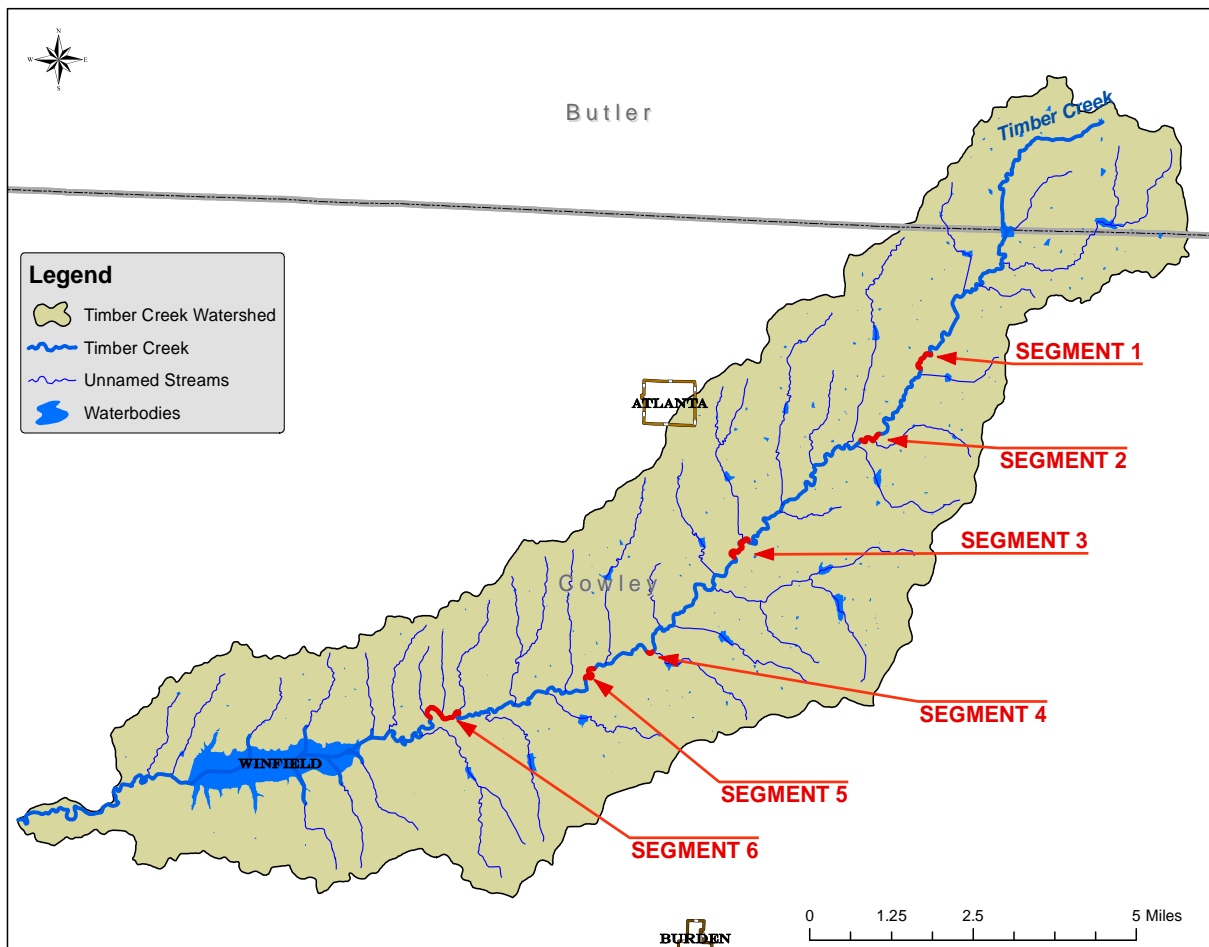 N
W E
S
Butler
Timber Creek
Legend
Timber Creek Watershed
Timber Creek
Unnamed Streams
Waterbodies
SEGMENT 1
ATLANTA
SEGMENT 2
SEGMENT 3
Cowley
SEGMENT 4
WINFIELD
SEGMENT 5
SEGMENT 6
0 1.25 2.5 5 Miles
BURDEN